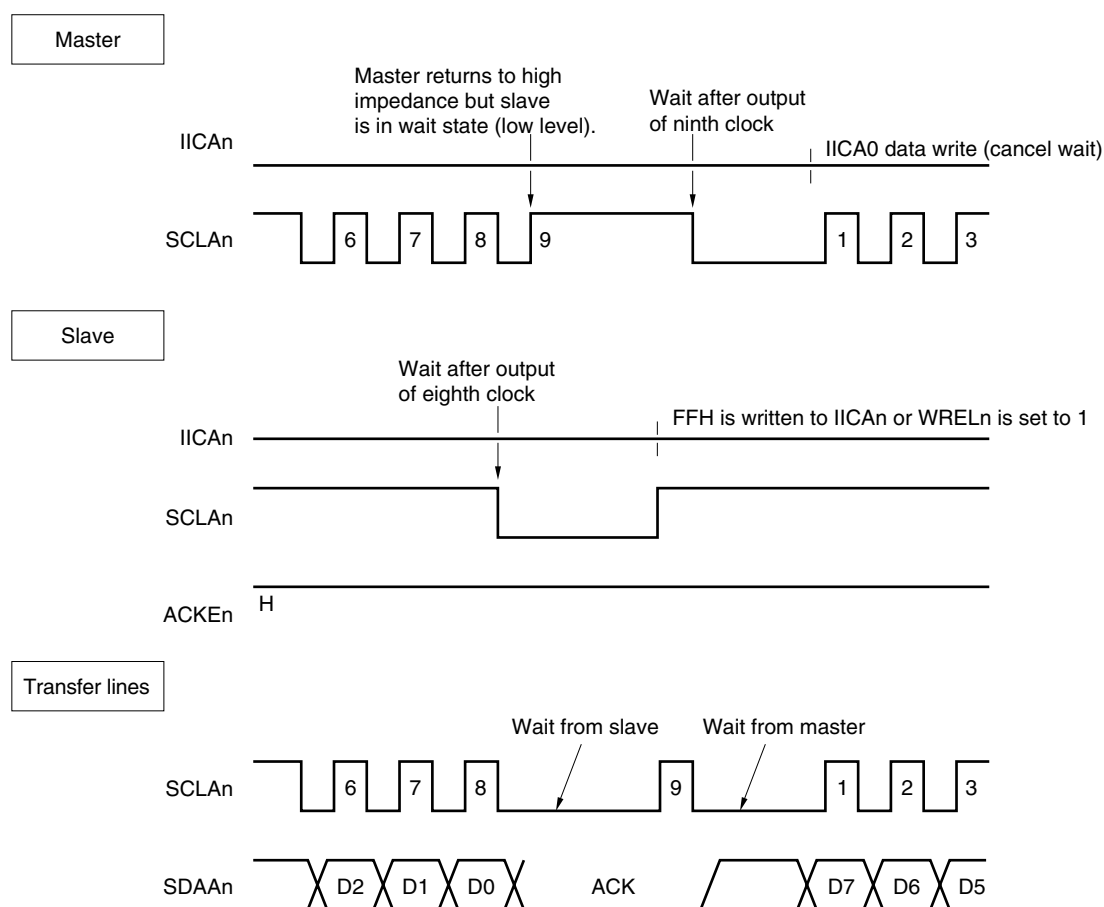 Master
Master returns to high
impedance but slave
is in wait state (low level).
Wait after output
of ninth clock
IICAn
IICA0 data write (cancel wait)
SCLAn
6 7 8 9 1 2 3
Slave
Wait after output
of eighth clock
IICAn
FFH is written to IICAn or WRELn is set to 1
SCLAn
ACKEn
H
Transfer lines
Wait from slave
Wait from master
SCLAn
6 7 8 9 1 2 3
SDAAn
D2 D1 D0 ACK D7 D6 D5